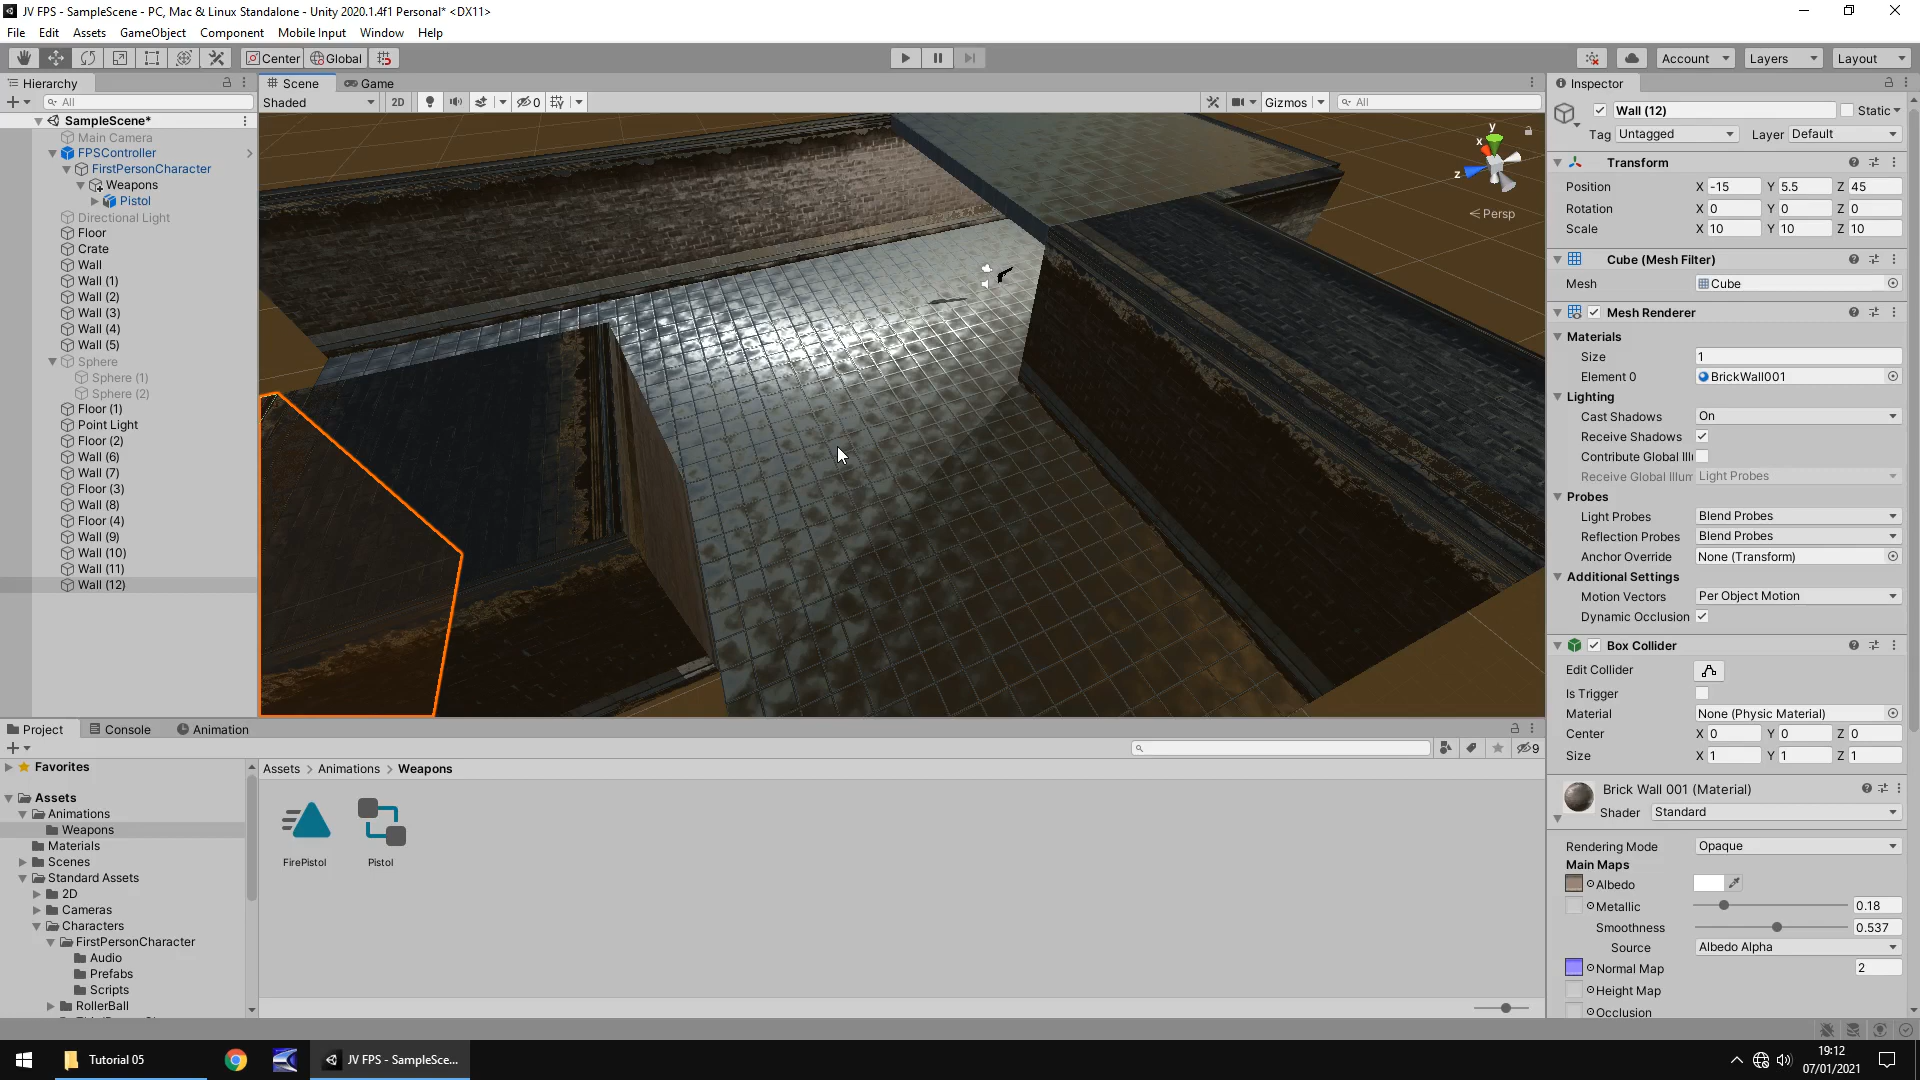 JV FPS - SampleScene - PC, Mac & Linux Standalone - Unity 2020.1.4f1 Personal* <DX11>
File Edit Assets GameObject Component Mobile Input Window Help
Center Global Account Layers Layout
Hierarchy
All
SampleScene*
Main Camera
FPSController
FirstPersonCharacter
Weapons
Pistol
Directional Light
Floor
Crate
Wall
Wall (1)
Wall (2)
Wall (3)
Wall (4)
Wall (5)
Sphere
Sphere (1)
Sphere (2)
Floor (1)
Point Light
Floor (2)
Wall (6)
Wall (7)
Floor (3)
Wall (8)
Floor (4)
Wall (9)
Wall (10)
Wall (11)
Wall (12)
Scene Game
Shaded 2D 0 Gizmos All
y
x
z
Persp
Inspector
Wall (12) Static
Tag Untagged Layer Default
Transform
Position X -15 Y 5.5 Z 45
Rotation X 0 Y 0 Z 0
Scale X 10 Y 10 Z 10
Cube (Mesh Filter)
Mesh Cube
Mesh Renderer
Materials
Size 1
Element 0 BrickWall001
Lighting
Cast Shadows On
Receive Shadows
Contribute Global Illu
Receive Global Illum Light Probes
Probes
Light Probes Blend Probes
Reflection Probes Blend Probes
Anchor Override None (Transform)
Additional Settings
Motion Vectors Per Object Motion
Dynamic Occlusion
Box Collider
Edit Collider
Is Trigger
Material None (Physic Material)
Center X 0 Y 0 Z 0
Size X 1 Y 1 Z 1
Brick Wall 001 (Material)
Shader Standard
Rendering Mode Opaque
Main Maps
Albedo
Metallic 0.18
Smoothness 0.537
Source Albedo Alpha
Normal Map 2
Height Map
Occlusion
Project Console Animation
9
Favorites
Assets
Animations
Weapons
Materials
Scenes
Standard Assets
2D
Cameras
Characters
FirstPersonCharacter
Audio
Prefabs
Scripts
RollerBall
Assets > Animations > Weapons
FirePistol Pistol
Tutorial 05 JV FPS - SampleSce...
19:12
07/01/2021